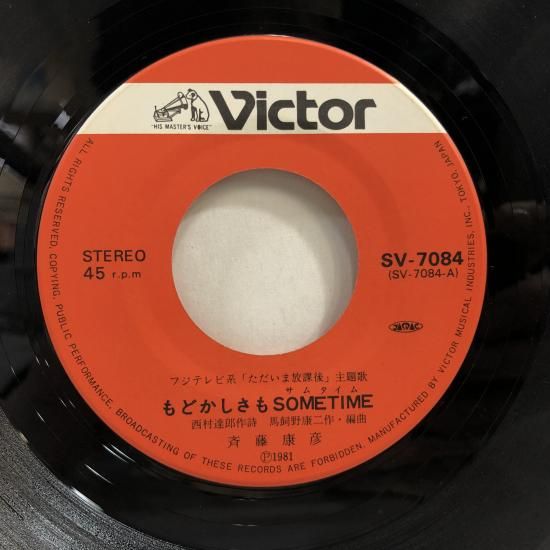 "HIS MASTER'S VOICE"
Victor
STEREO
45 r.p.m
SV-7084
(SV-7084-A)
JASRAC
フジテレビ系「ただいま放課後」主題歌
サムタイム
もどかしさもSOMETIME
西村達郎作詩 馬飼野康二作・編曲
斉藤康彦
Ⓟ1981
ALL RIGHTS RESERVED. COPYING, PUBLIC PERFORMANCE, BROADCASTING OF THESE RECORDS ARE FORBIDDEN. MANUFACTURED BY VICTOR MUSICAL INDUSTRIES, INC., TOKYO, JAPAN